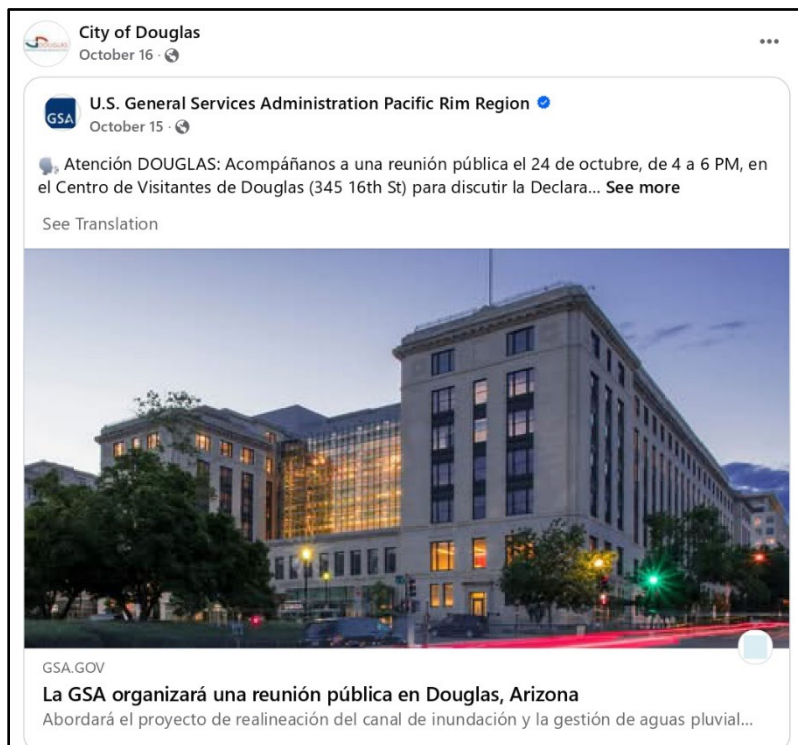 City of Douglas
October 16 ·
DOUGLAS
GSA
U.S. General Services Administration Pacific Rim Region
October 15 ·
Atención DOUGLAS: Acompáñanos a una reunión pública el 24 de octubre, de 4 a 6 PM, en
el Centro de Visitantes de Douglas (345 16th St) para discutir la Declara... See more
See Translation
GSA.GOV
La GSA organizará una reunión pública en Douglas, Arizona
Abordará el proyecto de realineación del canal de inundación y la gestión de aguas pluvial...